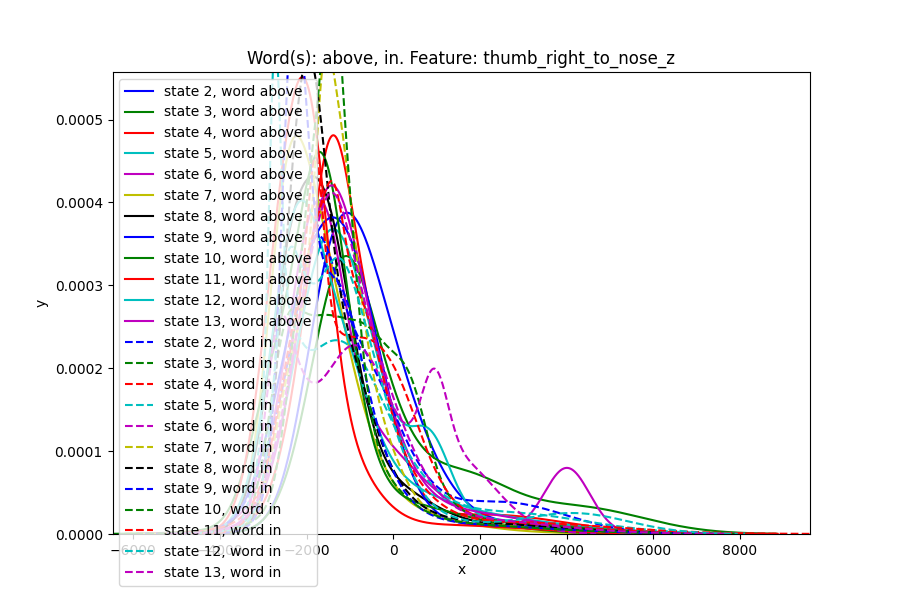 Word(s): above, in. Feature: thumb_right_to_nose_z
y
0.0005
0.0004
0.0003
0.0002
0.0001
0.0000
state 2, word above
state 3, word above
state 4, word above
state 5, word above
state 6, word above
state 7, word above
state 8, word above
state 9, word above
state 10, word above
state 11, word above
state 12, word above
state 13, word above
state 2, word in
state 3, word in
state 4, word in
state 5, word in
state 6, word in
state 7, word in
state 8, word in
state 9, word in
state 10, word in
state 11, word in
state 12, word in
state 13, word in
−6000 −4000 −2000 0 2000 4000 6000 8000
x